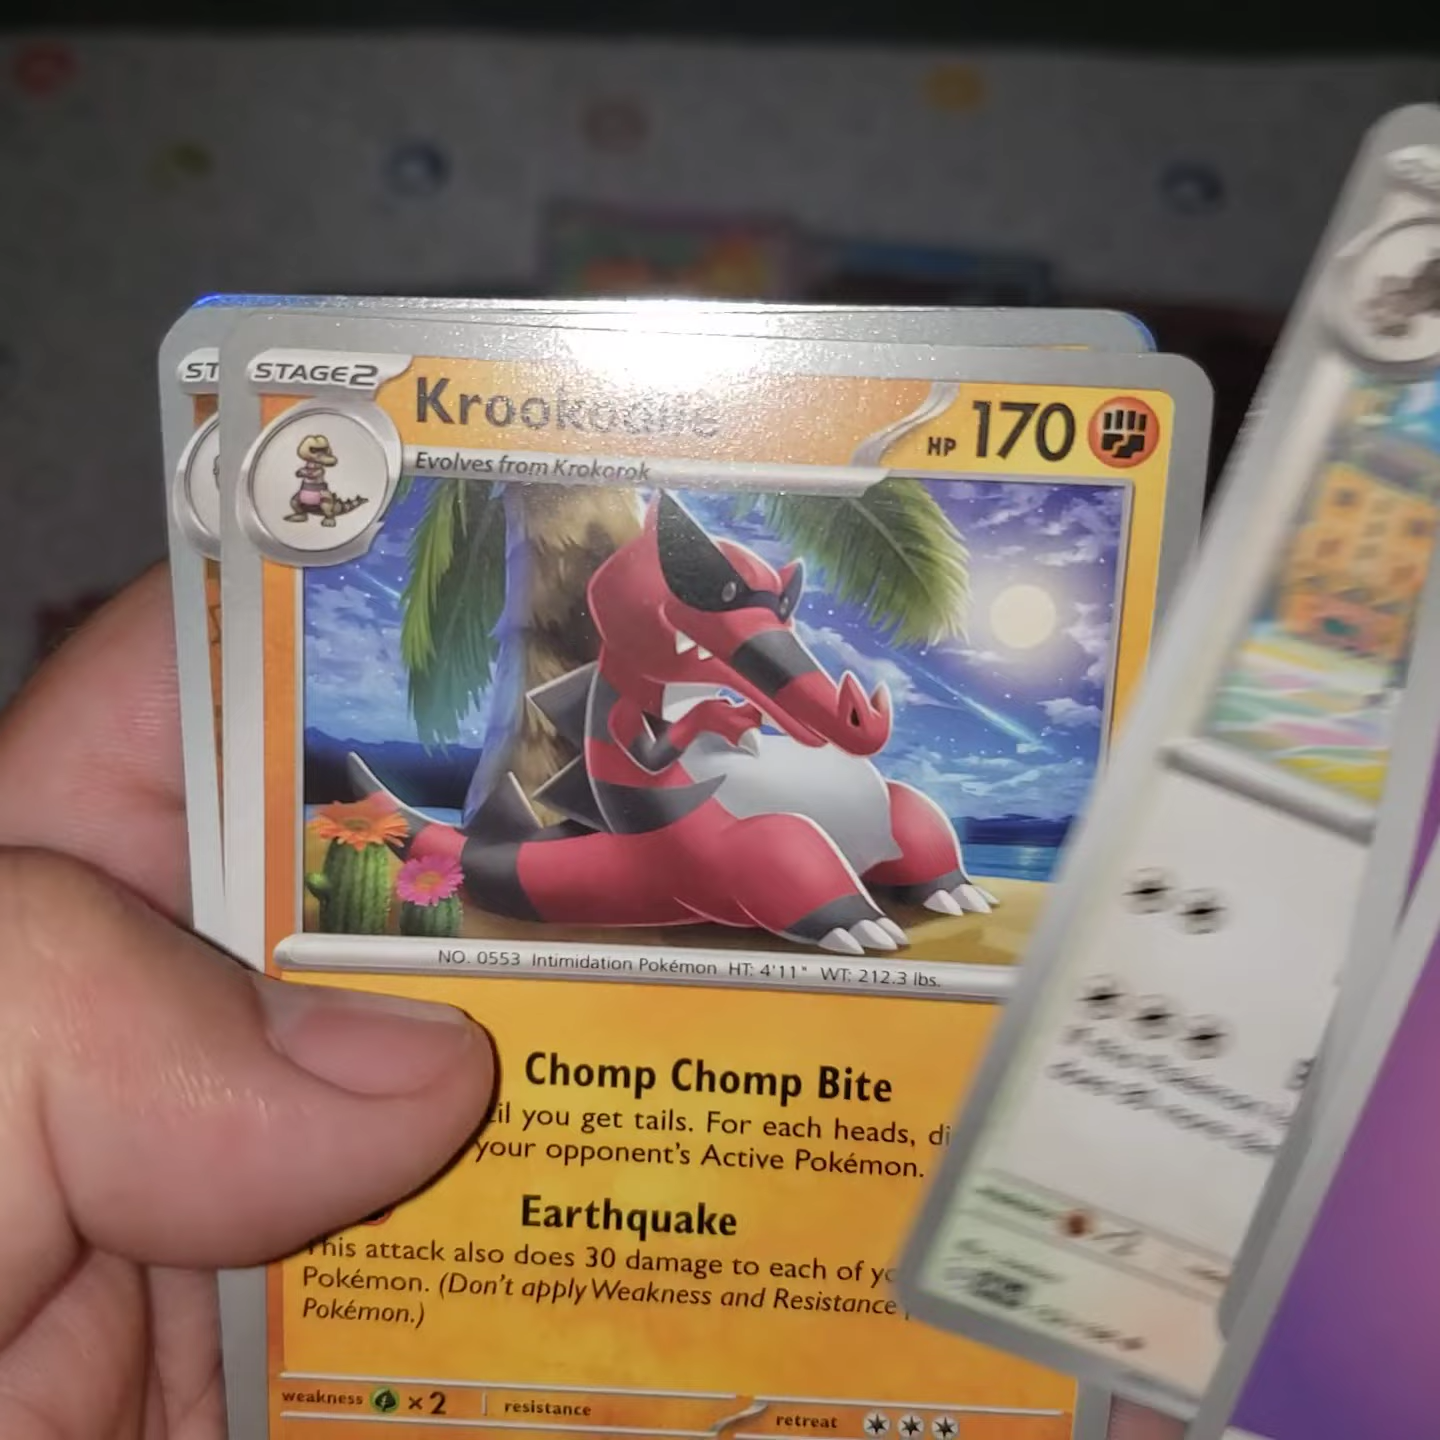 ST
STAGE2
Krookodile
HP 170
Evolves from Krokorok
NO. 0553 Intimidation Pokémon HT: 4'11" WT: 212.3 lbs.
Chomp Chomp Bite
il you get tails. For each heads, di
your opponent's Active Pokémon.
Earthquake
This attack also does 30 damage to each of yo
Pokémon. (Don't apply Weakness and Resistance
Pokémon.)
weakness ×2 resistance retreat